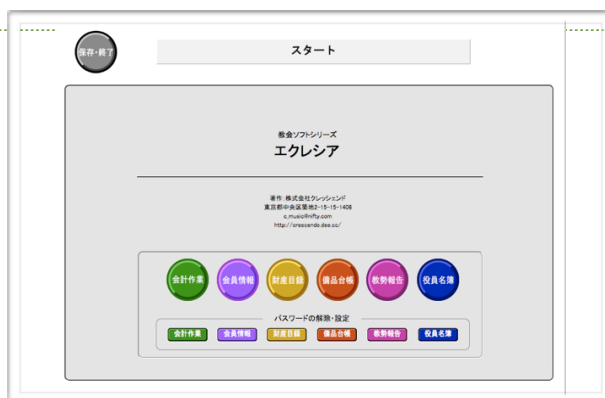 保存・終了
スタート
教会ソフトシリーズ
エクレシア
著作:株式会社クレッシェンド
東京都中央区築地2-15-15-1406
c_music@nifty.com
http://crescendo.doo.cc/
会計作業 会員情報 財産目録 備品台帳 教勢報告 役員名簿
パスワードの解除・設定
会計作業 会員情報 財産目録 備品台帳 教勢報告 役員名簿